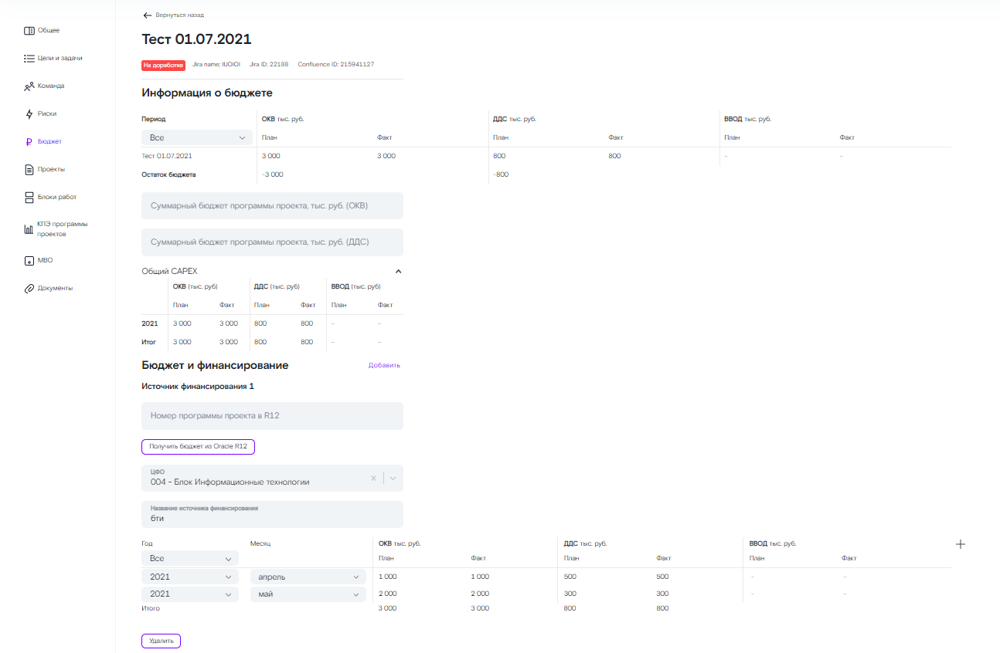 Вернуться назад
Общее
Цели и задачи
Команда
Риски
Бюджет
Проекты
Блоки работ
КПЭ программы
проектов
МВО
Документы
Тест 01.07.2021
На доработке Jira name: IUOIOI Jira ID: 22188 Confluence ID: 215941127
Информация о бюджете
Период ОКВ тыс. руб. ДДС тыс. руб. ВВОД тыс. руб.
Все План Факт План Факт План Факт
Тест 01.07.2021 3 000 3 000 800 800 - -
Остаток бюджета -3 000 -800
Суммарный бюджет программы проекта, тыс. руб. (ОКВ)
Суммарный бюджет программы проекта, тыс. руб. (ДДС)
Общий CAPEX
ОКВ (тыс. руб) ДДС (тыс. руб) ВВОД (тыс. руб)
План Факт План Факт План Факт
2021 3 000 3 000 800 800 - -
Итог 3 000 3 000 800 800 - -
Бюджет и финансирование Добавить
Источник финансирования 1
Номер программы проекта в R12
Получить бюджет из Oracle R12
ЦФО
004 - Блок Информационные технологии
Название источника финансирования
бти
Год Месяц ОКВ тыс. руб. ДДС тыс. руб. ВВОД тыс. руб.
Все План Факт План Факт План Факт
2021 апрель 1 000 1 000 500 500 - -
2021 май 2 000 2 000 300 300 - -
Итого 3 000 3 000 800 800
Удалить